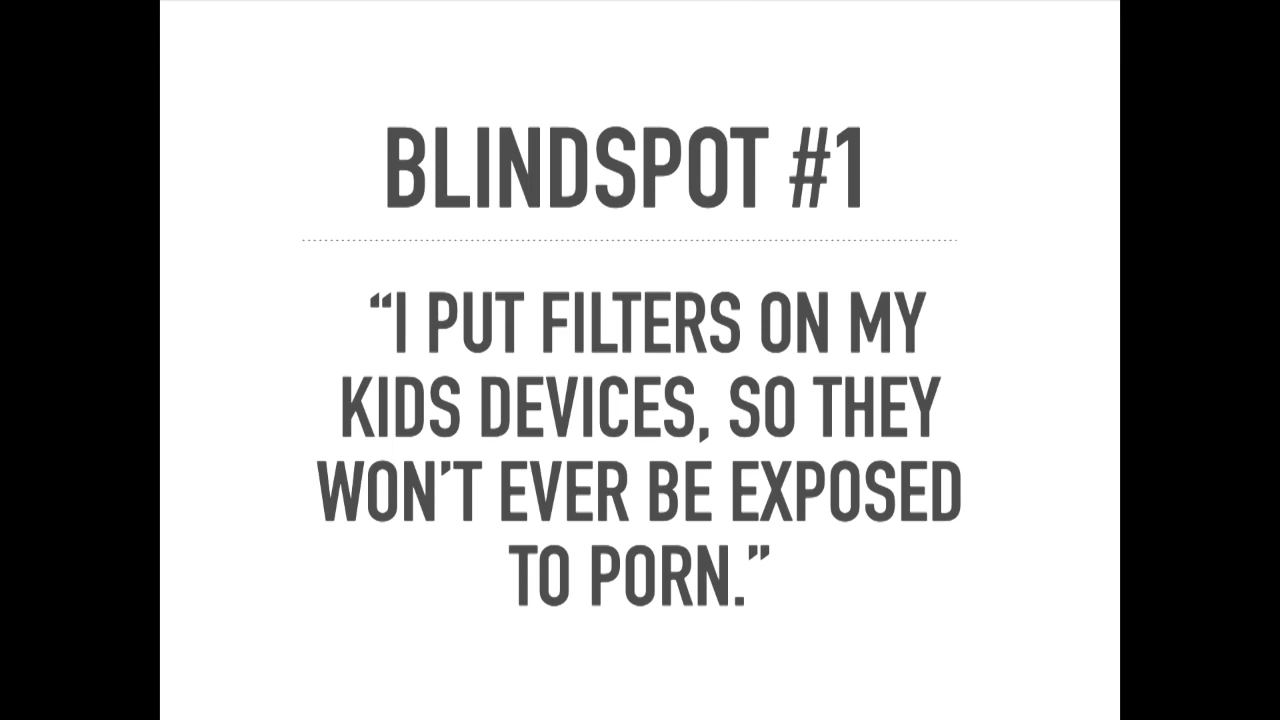 BLINDSPOT #1
“I PUT FILTERS ON MY
KIDS DEVICES, SO THEY
WON’T EVER BE EXPOSED
TO PORN.”